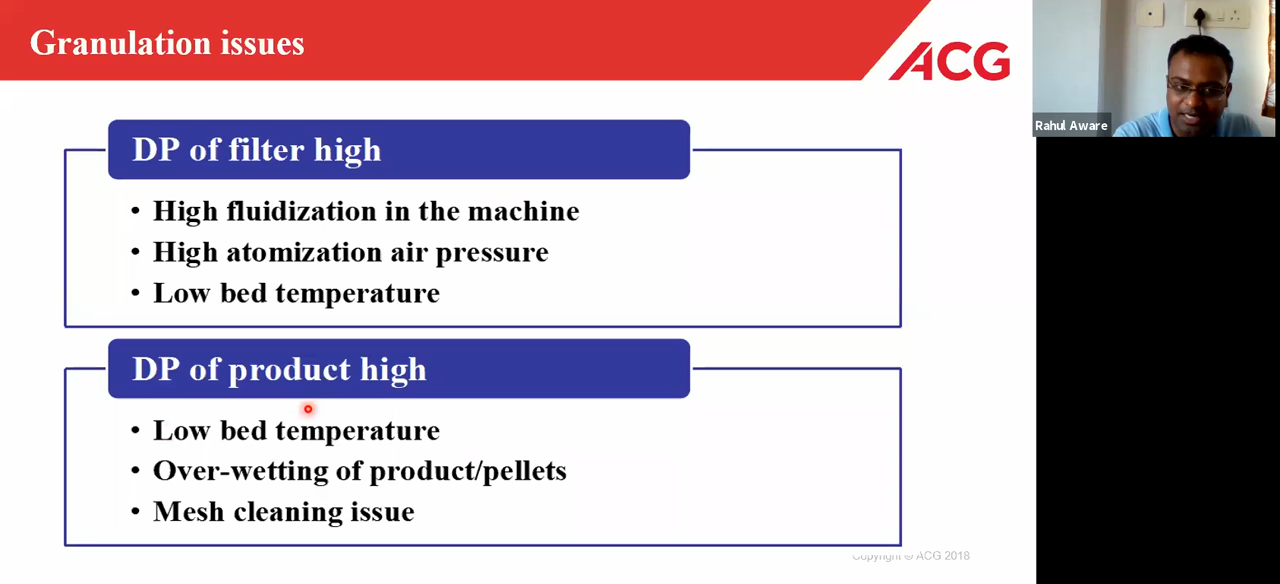 Granulation issues
ACG
Rahul Aware
DP of filter high
• High fluidization in the machine
• High atomization air pressure
• Low bed temperature
DP of product high
• Low bed temperature
• Over-wetting of product/pellets
• Mesh cleaning issue
Copyright © ACG 2018